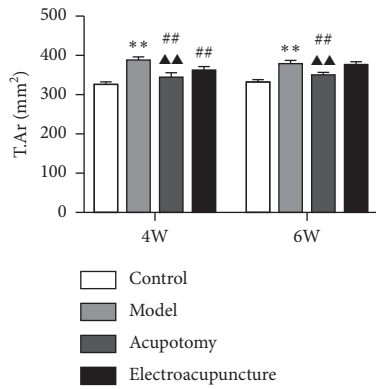 500
400
300
200
100
0
T.Ar (mm²)
** ## ▲▲ ##
** ## ▲▲
4W 6W
Control
Model
Acupotomy
Electroacupuncture